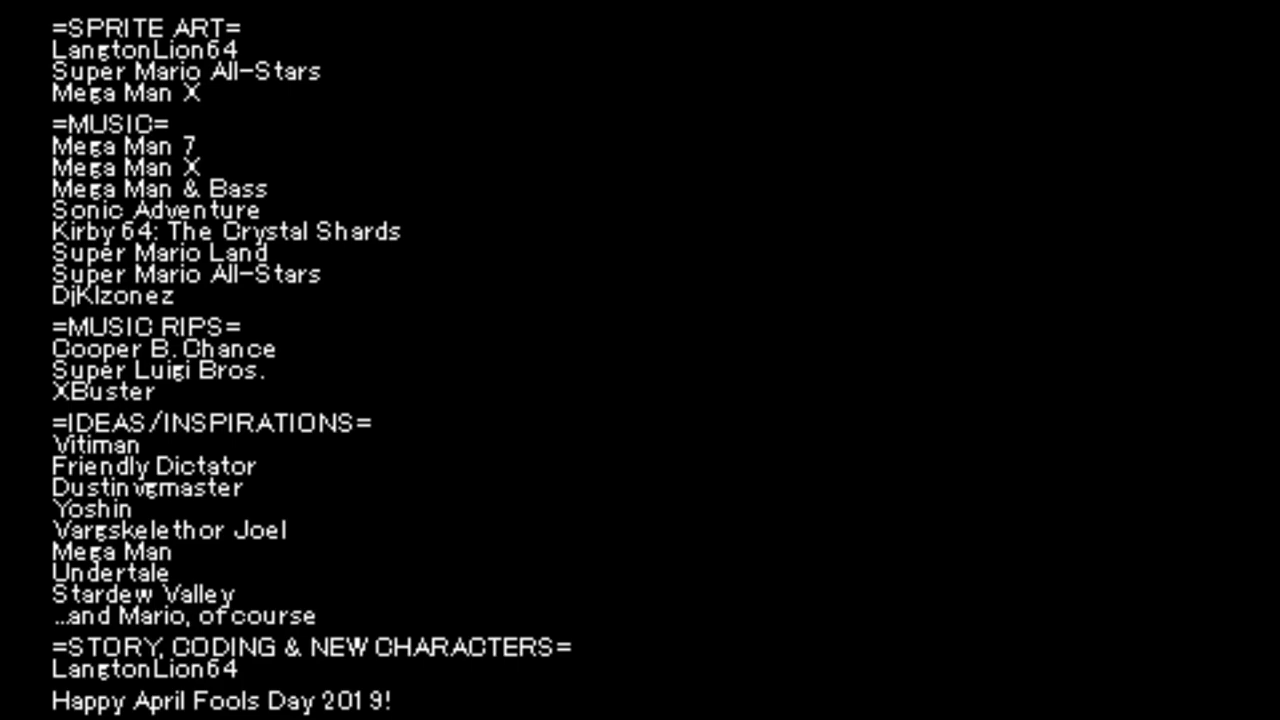 =SPRITE ART=
LangtonLion64
Super Mario All-Stars
Mega Man X
=MUSIC=
Mega Man 7
Mega Man X
Mega Man & Bass
Sonic Adventure
Kirby 64: The Crystal Shards
Super Mario Land
Super Mario All-Stars
DjKlzonez
=MUSIC RIPS=
Cooper B. Chance
Super Luigi Bros.
XBuster
=IDEAS/INSPIRATIONS=
Vitiman
Friendly Dictator
Dustinvgmaster
Yoshin
Vargskelethor Joel
Mega Man
Undertale
Stardew Valley
...and Mario, of course
=STORY, CODING & NEW CHARACTERS=
LangtonLion64
Happy April Fools Day 2019!